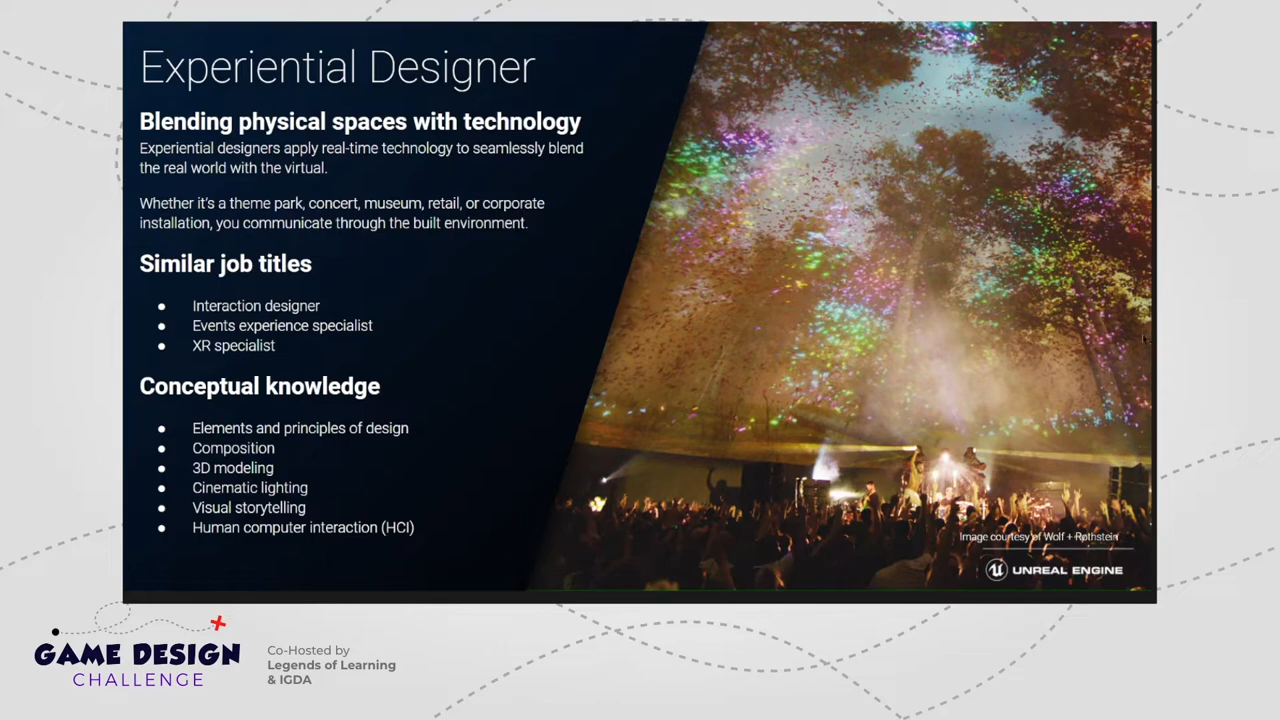 Experiential Designer
Blending physical spaces with technology
Experiential designers apply real-time technology to seamlessly blend
the real world with the virtual.
Whether it's a theme park, concert, museum, retail, or corporate
installation, you communicate through the built environment.
Similar job titles
● Interaction designer
● Events experience specialist
● XR specialist
Conceptual knowledge
● Elements and principles of design
● Composition
● 3D modeling
● Cinematic lighting
● Visual storytelling
● Human computer interaction (HCI)
Image courtesy of Wolf + Rothstein
UNREAL ENGINE
GAME DESIGN
CHALLENGE
Co-Hosted by
Legends of Learning
& IGDA